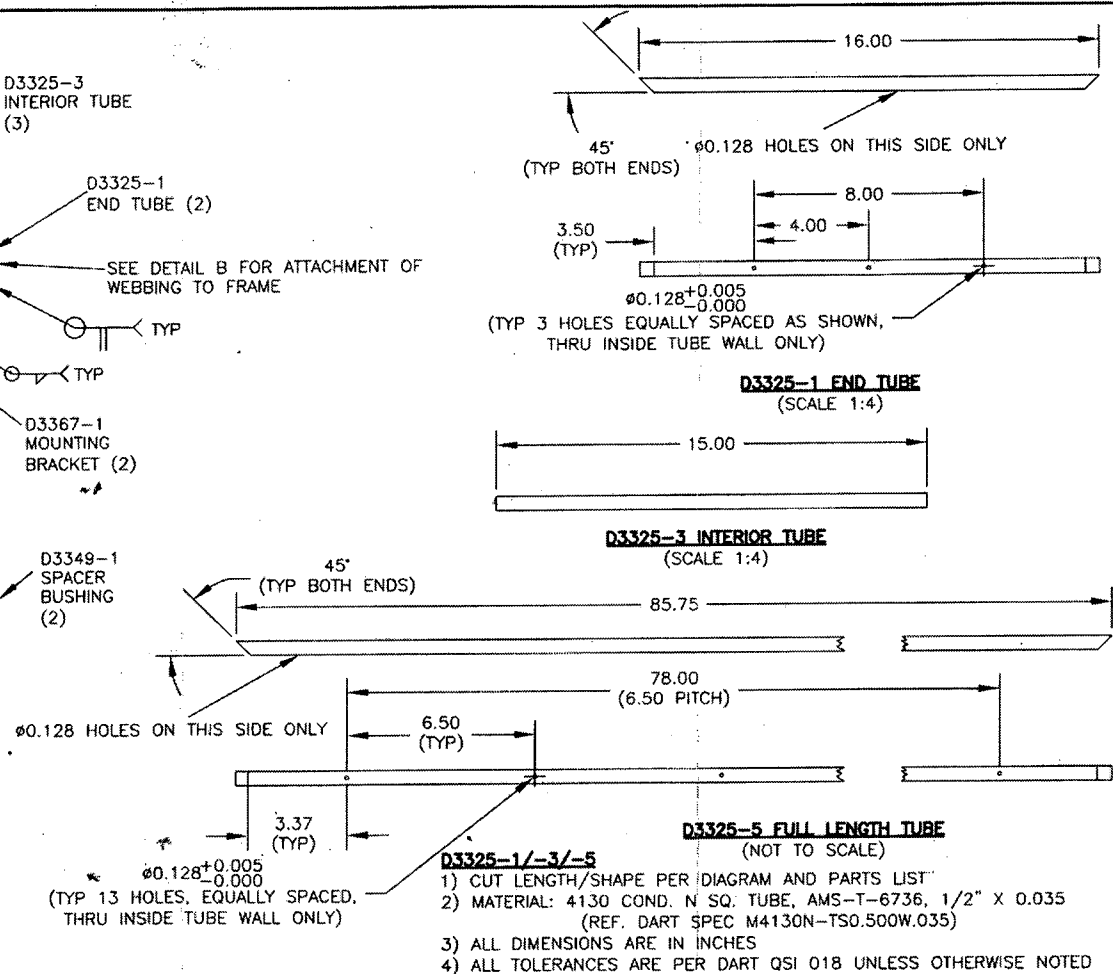 D3325-3
INTERIOR TUBE
(3)
D3325-1
END TUBE (2)
SEE DETAIL B FOR ATTACHMENT OF
WEBBING TO FRAME
TYP
TYP
D3367-1
MOUNTING
BRACKET (2)
D3349-1
SPACER
BUSHING
(2)
16.00
45°
(TYP BOTH ENDS)
ø0.128 HOLES ON THIS SIDE ONLY
8.00
4.00
3.50
(TYP)
ø0.128+0.005
-0.000
(TYP 3 HOLES EQUALLY SPACED AS SHOWN,
THRU INSIDE TUBE WALL ONLY)
D3325-1 END TUBE
(SCALE 1:4)
15.00
D3325-3 INTERIOR TUBE
(SCALE 1:4)
45°
(TYP BOTH ENDS)
85.75
ø0.128 HOLES ON THIS SIDE ONLY
78.00
(6.50 PITCH)
6.50
(TYP)
3.37
(TYP)
ø0.128+0.005
-0.000
(TYP 13 HOLES, EQUALLY SPACED,
THRU INSIDE TUBE WALL ONLY)
D3325-5 FULL LENGTH TUBE
(NOT TO SCALE)
D3325-1/-3/-5
1) CUT LENGTH/SHAPE PER DIAGRAM AND PARTS LIST
2) MATERIAL: 4130 COND. N SQ. TUBE, AMS-T-6736, 1/2" X 0.035
(REF. DART SPEC M4130N-TS0.500W.035)
3) ALL DIMENSIONS ARE IN INCHES
4) ALL TOLERANCES ARE PER DART QSI 018 UNLESS OTHERWISE NOTED